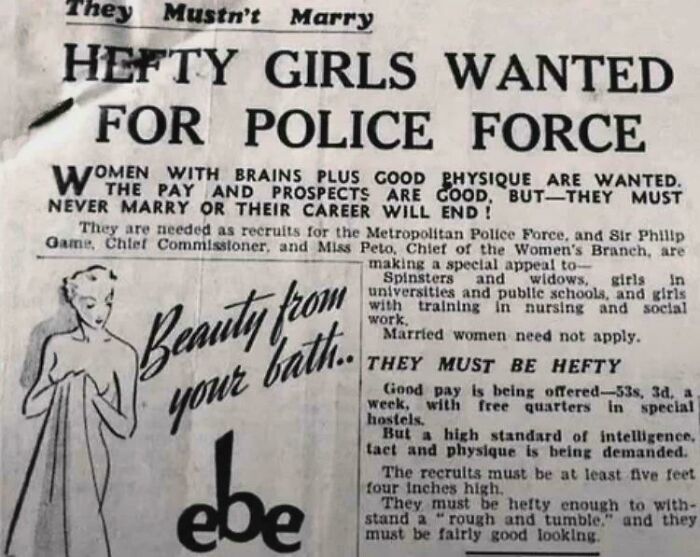 They Mustn't Marry
HEFTY GIRLS WANTED
FOR POLICE FORCE
WOMEN WITH BRAINS PLUS GOOD PHYSIQUE ARE WANTED.
THE PAY AND PROSPECTS ARE GOOD, BUT—THEY MUST
NEVER MARRY OR THEIR CAREER WILL END !
They are needed as recruits for the Metropolitan Police Force, and Sir Philip
Game, Chief Commissioner, and Miss Peto, Chief of the Women's Branch, are
making a special appeal to—
Spinsters and widows, girls in
universities and public schools, and girls
with training in nursing and social
work.
Married women need not apply.
THEY MUST BE HEFTY
Good pay is being offered—53s. 3d. a
week, with free quarters in special
hostels.
But a high standard of intelligence,
tact and physique is being demanded.
The recruits must be at least five feet
four inches high.
They must be hefty enough to with-
stand a "rough and tumble," and they
must be fairly good looking.
Beauty from
your bath..
ebe